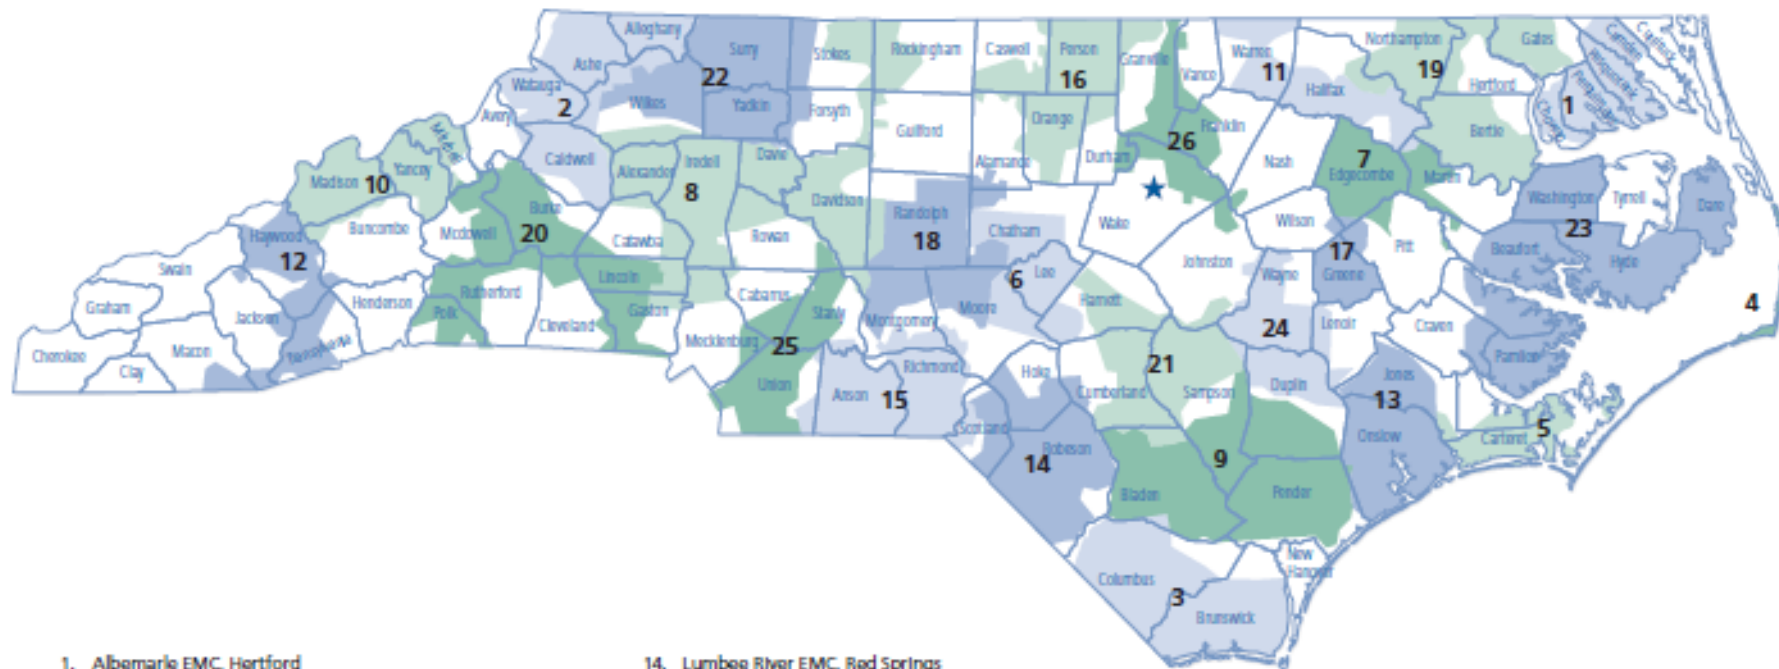 Alleghany
Surry
Stokes
Rockingham
Caswell
Person
Granville
Vance
Warren
Northampton
Gates
Camden
Currituck
Ashe
22
16
11
19
Hertford
Pasquotank
Perquimans
Watauga
2
Wilkes
Yadkin
Forsyth
Halifax
1
Chowan
Avery
Guilford
Orange
Franklin
Bertie
Mitchell
Caldwell
Alexander
Iredell
Davie
Alamance
Durham
26
Nash
7
Edgecombe
Martin
Madison
10
Yancey
8
Davidson
Washington
Tyrrell
Dare
Burke
Randolph
Wake
Wilson
23
Haywood
Buncombe
Mcdowell
20
Catawba
Rowan
18
Chatham
17
Pitt
Beaufort
Hyde
12
Swain
Lincoln
6
Lee
Johnston
Wayne
Greene
Graham
Jackson
Henderson
Rutherford
Polk
Cleveland
Gaston
Cabarrus
Stanly
Montgomery
Moore
Harnett
24
Lenoir
Craven
4
Cherokee
Macon
Clay
Transylvania
Mecklenburg
25
Richmond
Hoke
21
Pamlico
Union
Anson
15
Cumberland
Sampson
Duplin
Jones
13
Scotland
Robeson
14
9
Onslow
Carteret
5
Bladen
Pender
Columbus
3
Brunswick
New
Hanover
1. Albemarle EMC, Hertford
14. Lumbee River EMC, Red Springs